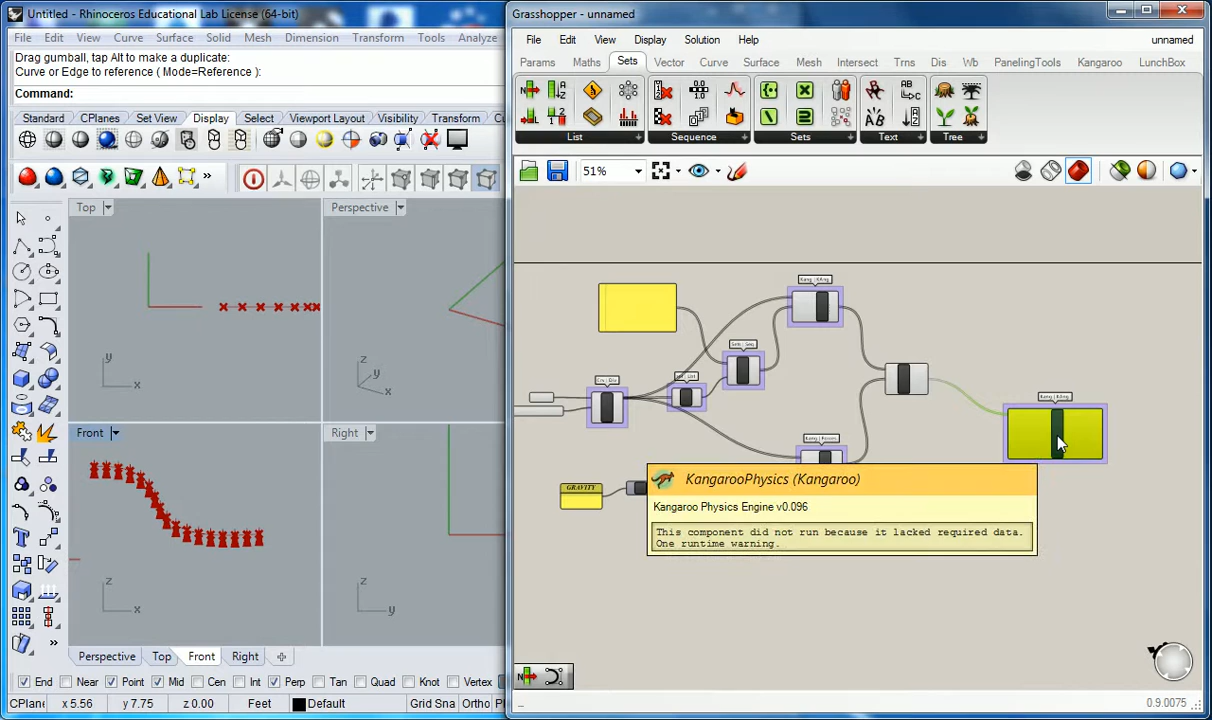 Untitled - Rhinoceros Educational Lab License (64-bit)
File Edit View Curve Surface Solid Mesh Dimension Transform Tools Analyze
Drag gumball, tap Alt to make a duplicate:
Curve or Edge to reference ( Mode=Reference ):
Command:
Standard CPlanes Set View Display Select Viewport Layout Visibility Transform
Top
Perspective
y
x
z
y
x
Front
Right
z
x
z
y
Perspective Top Front Right
End Near Point Mid Cen Int Perp Tan Quad Knot Vertex
CPlane x 5.56 y 7.75 z 0.00 Feet Default Grid Sna Ortho
Grasshopper - unnamed
File Edit View Display Solution Help unnamed
Params Maths Sets Vector Curve Surface Mesh Intersect Trns Dis Wb PanelingTools Kangaroo LunchBox
List Sequence Sets Text Tree
51%
GRAVITY
KangarooPhysics (Kangaroo)
Kangaroo Physics Engine v0.096
This component did not run because it lacked required data.
One runtime warning.
0.9.0075